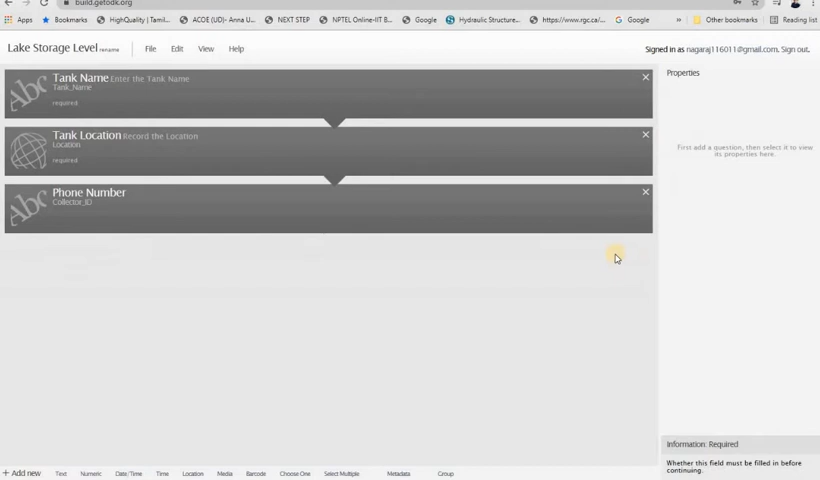 build.getodk.org
Apps Bookmarks HighQuality | Tamil... ACOE (UD)- Anna U... NEXT STEP NPTEL Online-IIT B... Google Hydraulic Structure... https://www.rgc.ca/... Google » Other bookmarks Reading list
Lake Storage Level rename File Edit View Help Signed in as nagaraj116011@gmail.com. Sign out.
Properties
Tank Name Enter the Tank Name
Tank_Name
required
Tank Location Record the Location
Location
required
First add a question, then select it to view
its properties here.
Phone Number
Collector_ID
Information: Required
Whether this field must be filled in before
continuing.
+ Add new Text Numeric Date/Time Time Location Media Barcode Choose One Select Multiple Metadata Group